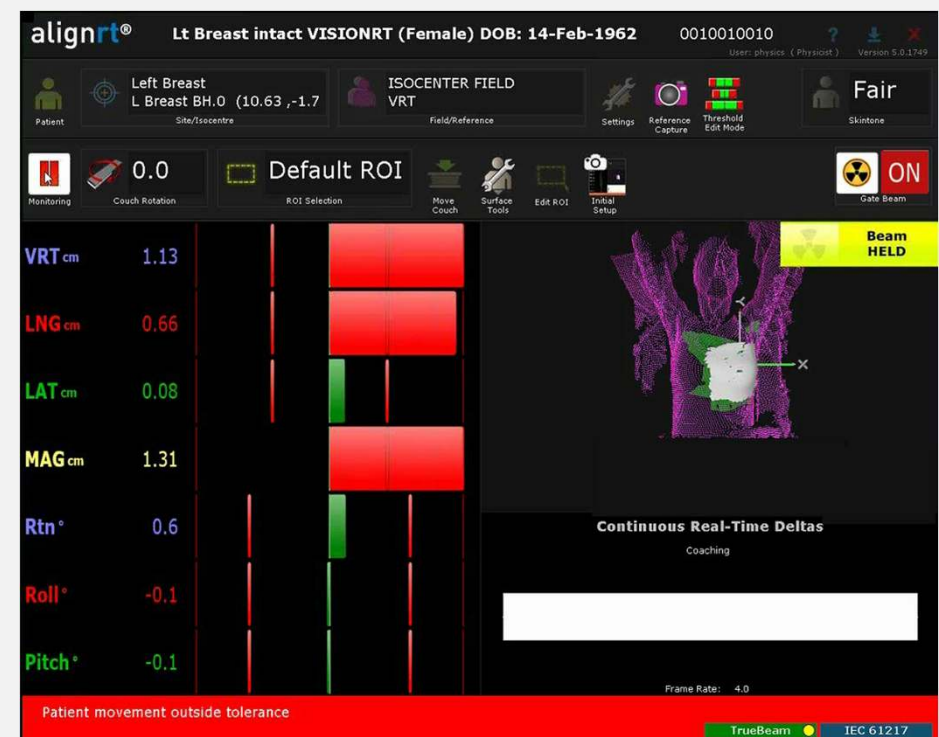 alignrt® Lt Breast intact VISIONRT (Female) DOB: 14-Feb-1962 0010010010 ?
User: physics ( Physicist ) Version 5.0.1749
Patient
Left Breast
L Breast BH.0 (10.63 ,-1.7
Site/Isocentre
ISOCENTER FIELD
VRT
Field/Reference
Settings
Reference Capture
Threshold Edit Mode
Fair
Skintone
Monitoring
0.0
Couch Rotation
Default ROI
ROI Selection
Move Couch
Surface Tools
Edit ROI
Initial Setup
ON
Gate Beam
Beam
HELD
VRT cm 1.13
LNG cm 0.66
LAT cm 0.08
MAG cm 1.31
Rtn ° 0.6
Roll ° -0.1
Pitch ° -0.1
Y
X
Continuous Real-Time Deltas
Coaching
Frame Rate: 4.0
Patient movement outside tolerance
TrueBeam IEC 61217